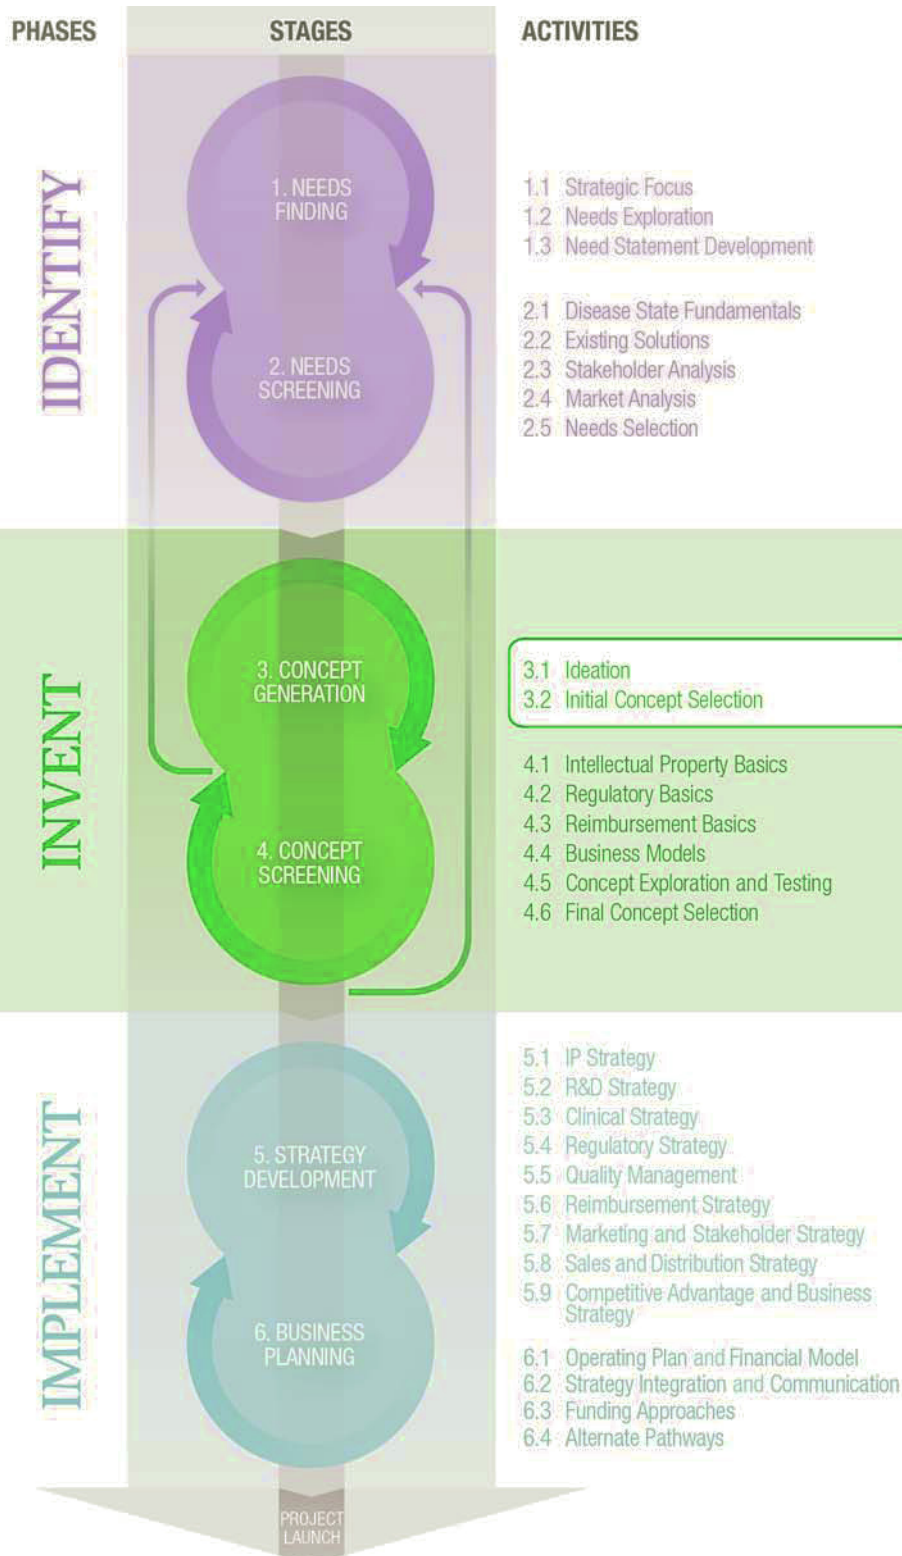 PHASES
STAGES
ACTIVITIES
IDENTIFY
1. NEEDS
FINDING
2. NEEDS
SCREENING
1.1 Strategic Focus
1.2 Needs Exploration
1.3 Need Statement Development
2.1 Disease State Fundamentals
2.2 Existing Solutions
2.3 Stakeholder Analysis
2.4 Market Analysis
2.5 Needs Selection
INVENT
3. CONCEPT
GENERATION
4. CONCEPT
SCREENING
3.1 Ideation
3.2 Initial Concept Selection
4.1 Intellectual Property Basics
4.2 Regulatory Basics
4.3 Reimbursement Basics
4.4 Business Models
4.5 Concept Exploration and Testing
4.6 Final Concept Selection
IMPLEMENT
5. STRATEGY
DEVELOPMENT
6. BUSINESS
PLANNING
5.1 IP Strategy
5.2 R&D Strategy
5.3 Clinical Strategy
5.4 Regulatory Strategy
5.5 Quality Management
5.6 Reimbursement Strategy
5.7 Marketing and Stakeholder Strategy
5.8 Sales and Distribution Strategy
5.9 Competitive Advantage and Business
Strategy
6.1 Operating Plan and Financial Model
6.2 Strategy Integration and Communication
6.3 Funding Approaches
6.4 Alternate Pathways
PROJECT
LAUNCH